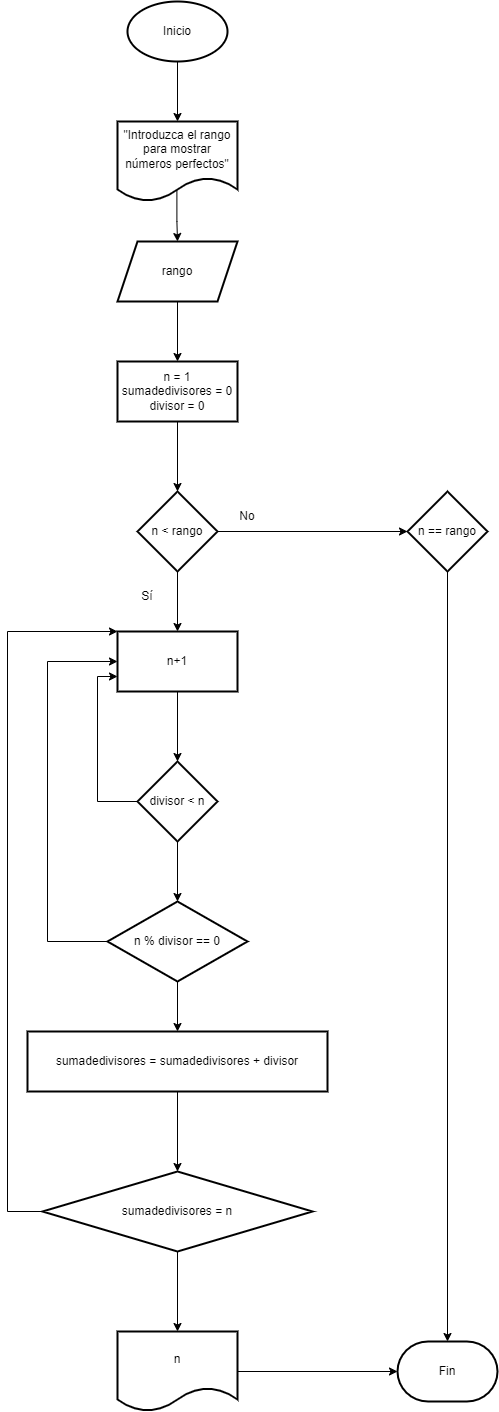 Inicio
"Introduzca el rango
para mostrar
números perfectos"
rango
n = 1
sumadedivisores = 0
divisor = 0
n < rango
No
n == rango
Sí
n+1
divisor < n
n % divisor == 0
sumadedivisores = sumadedivisores + divisor
sumadedivisores = n
n
Fin